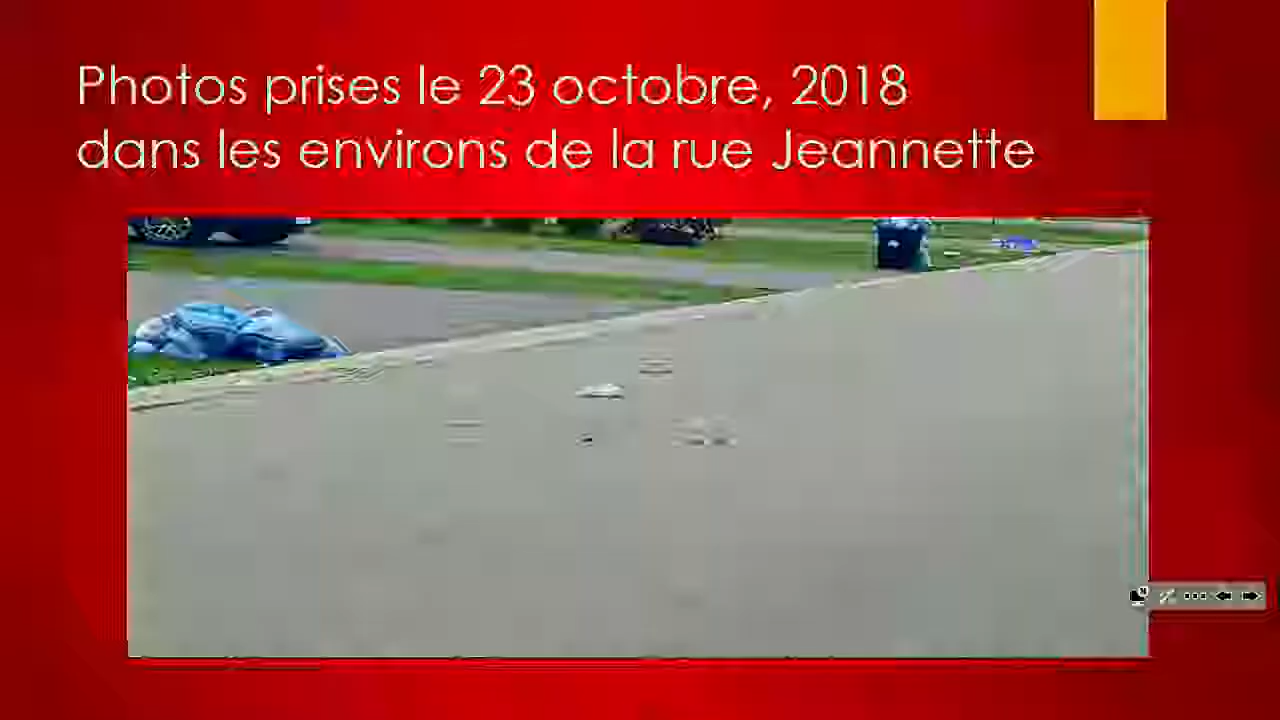 Photos prises le 23 octobre, 2018
dans les environs de la rue Jeannette